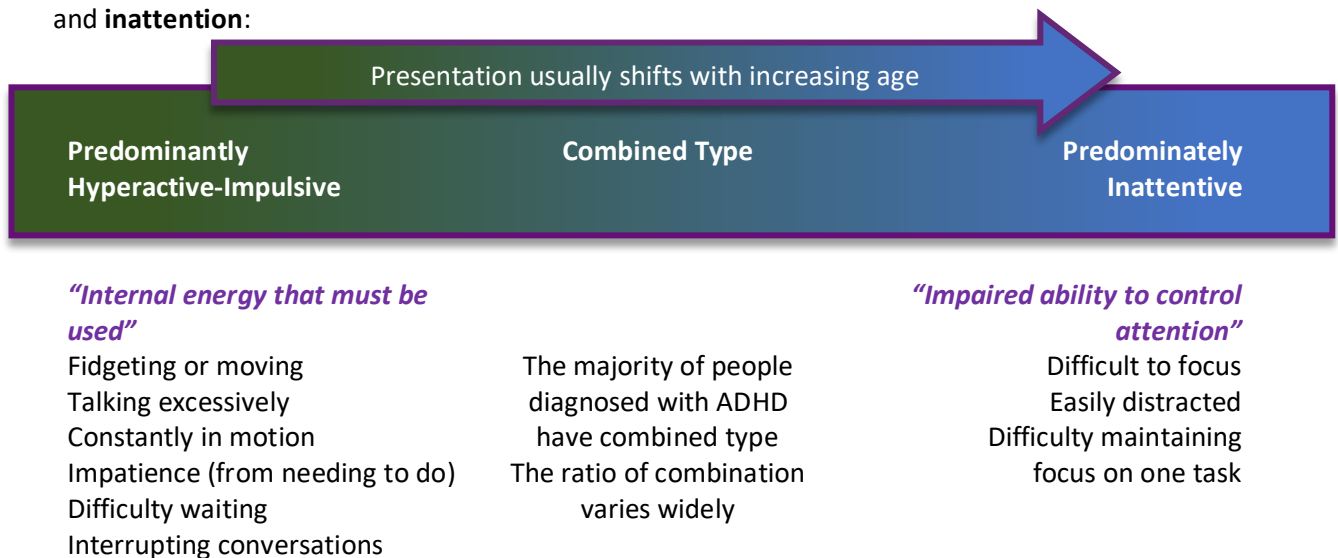 and inattention:
Presentation usually shifts with increasing age
Predominantly
Hyperactive-Impulsive
Combined Type
Predominately
Inattentive
“Internal energy that must be
used”
Fidgeting or moving
Talking excessively
Constantly in motion
Impatience (from needing to do)
Difficulty waiting
Interrupting conversations
The majority of people
diagnosed with ADHD
have combined type
The ratio of combination
varies widely
“Impaired ability to control
attention”
Difficult to focus
Easily distracted
Difficulty maintaining
focus on one task